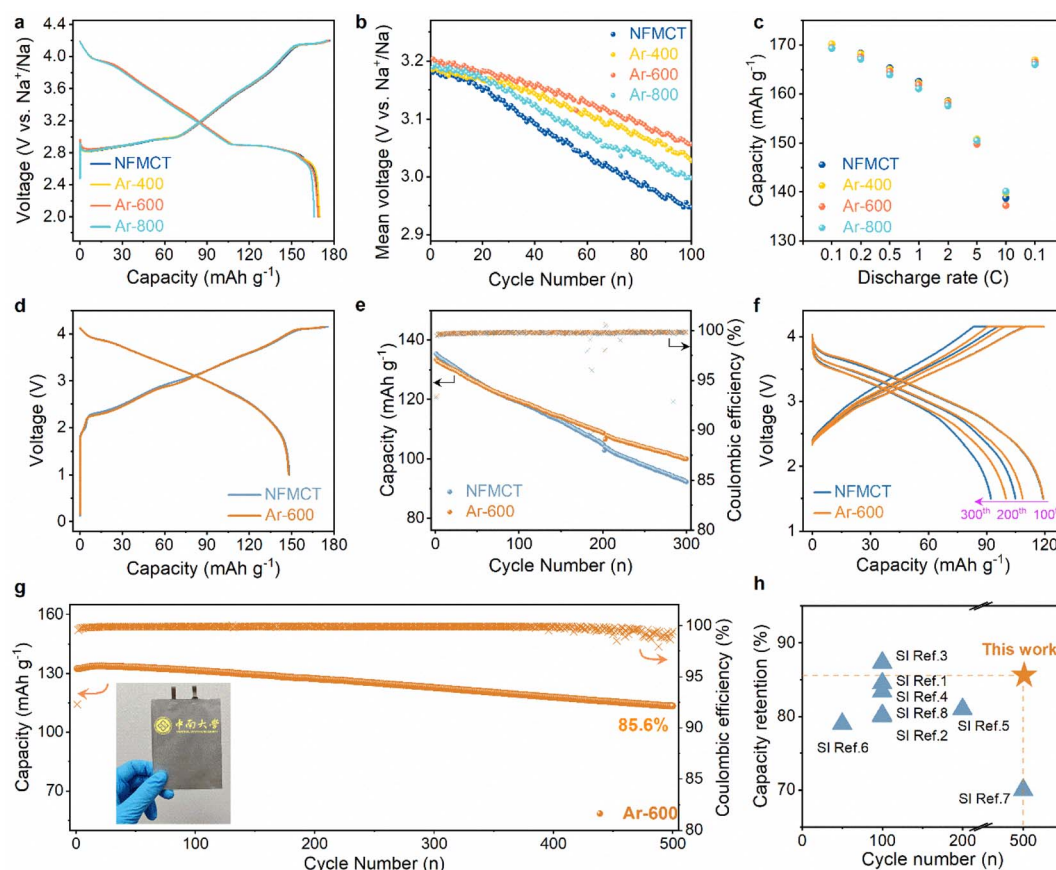 a
4.2
3.6
3.0
2.4
2.0
Voltage (V vs. Na⁺/Na)
NFMCT
Ar-400
Ar-600
Ar-800
0 30 60 90 120 150 180
Capacity (mAh g⁻¹)
b
3.3
3.2
3.1
3.0
2.9
Mean voltage (V vs. Na⁺/Na)
NFMCT
Ar-400
Ar-600
Ar-800
0 20 40 60 80 100
Cycle Number (n)
c
170
160
150
140
130
Capacity (mAh g⁻¹)
NFMCT
Ar-400
Ar-600
Ar-800
0.1 0.2 0.5 1 2 5 10 0.1
Discharge rate (C)
d
4
3
2
1
0
Voltage (V)
NFMCT
Ar-600
0 30 60 90 120 150 180
Capacity (mAh g⁻¹)
e
140
120
100
80
Capacity (mAh g⁻¹)
NFMCT
Ar-600
100
95
90
85
80
Coulombic efficiency (%)
0 100 200 300
Cycle Number (n)
f
4
3
2
1
Voltage (V)
NFMCT
Ar-600
300th 200th 100th
0 30 60 90 120
Capacity (mAh g⁻¹)
g
154
130
111
91
70
Capacity (mAh g⁻¹)
中南大學
85.6%
Ar-600
100
95
92
85
80
Coulombic efficiency (%)
0 100 200 300 400 500
Cycle Number (n)
h
90
80
70
Capacity retention (%)
This work
SI Ref.3
SI Ref.1
SI Ref.4
SI Ref.8
SI Ref.2
SI Ref.5
SI Ref.6
SI Ref.7
0 100 200 500
Cycle number (n)